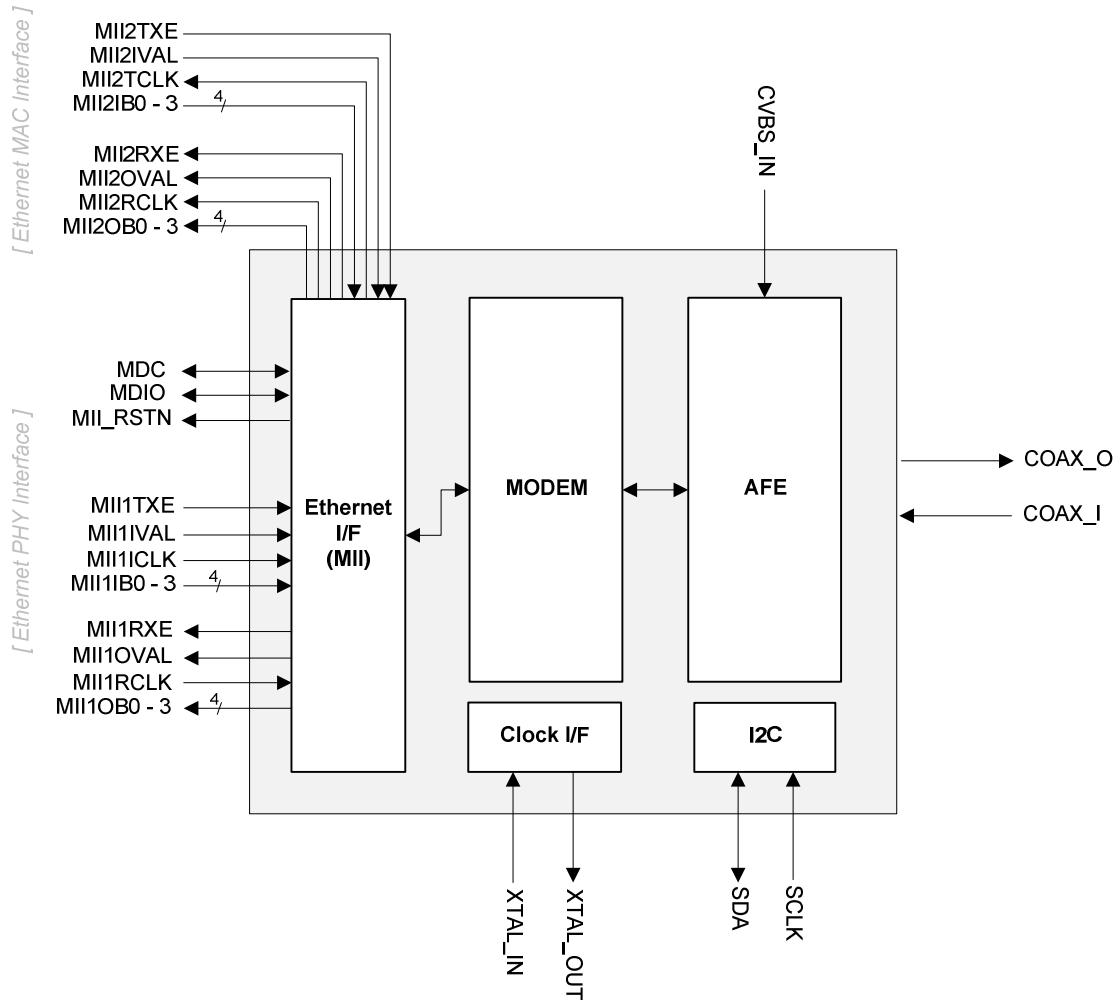 [ Ethernet MAC Interface ]
MII2TXE
MII2IVAL
MII2TCLK
MII2IB0 - 3
4
MII2RXE
MII2OVAL
MII2RCLK
MII2OB0 - 3
4
CVBS_IN
[ Ethernet PHY Interface ]
MDC
MDIO
MII_RSTN
MII1TXE
MII1IVAL
MII1ICLK
MII1IB0 - 3
4
MII1RXE
MII1OVAL
MII1RCLK
MII1OB0 - 3
4
Ethernet
I/F
(MII)
MODEM
AFE
COAX_O
COAX_I
Clock I/F
I2C
XTAL_IN
XTAL_OUT
SDA
SCLK